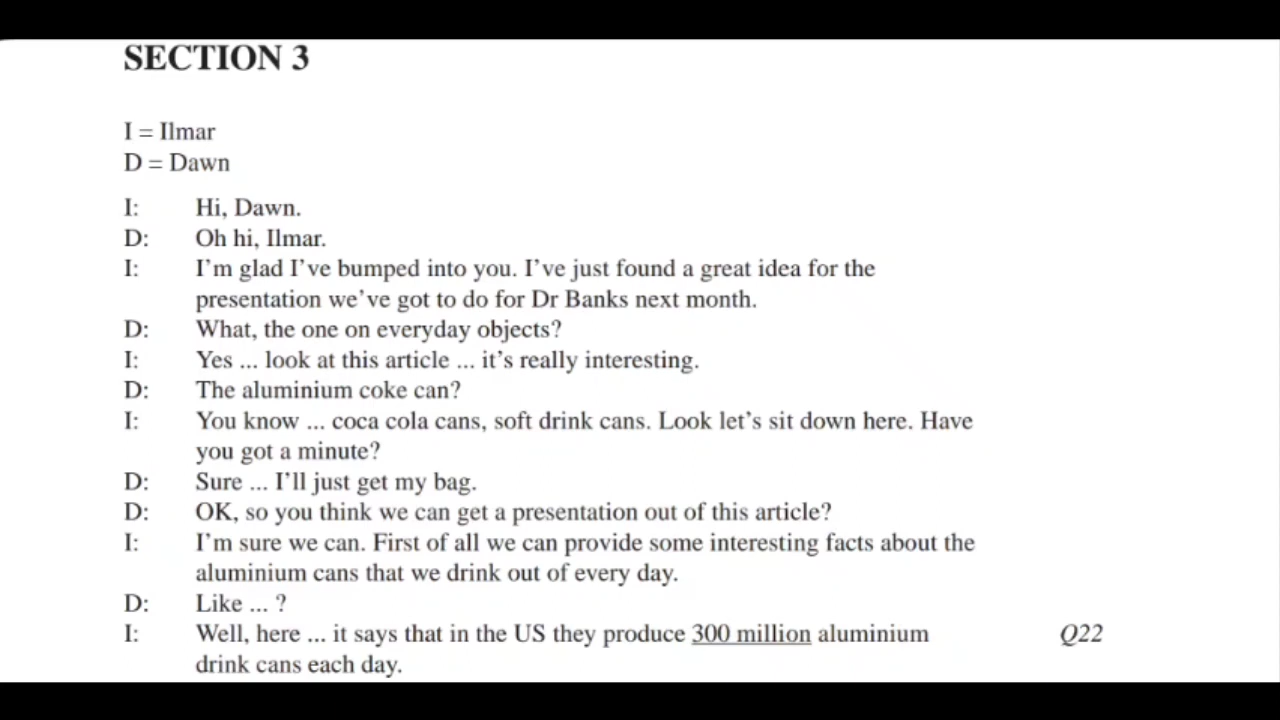 SECTION 3
I = Ilmar
D = Dawn
I: Hi, Dawn.
D: Oh hi, Ilmar.
I: I’m glad I’ve bumped into you. I’ve just found a great idea for the
presentation we’ve got to do for Dr Banks next month.
D: What, the one on everyday objects?
I: Yes ... look at this article ... it’s really interesting.
D: The aluminium coke can?
I: You know ... coca cola cans, soft drink cans. Look let’s sit down here. Have
you got a minute?
D: Sure ... I’ll just get my bag.
D: OK, so you think we can get a presentation out of this article?
I: I’m sure we can. First of all we can provide some interesting facts about the
aluminium cans that we drink out of every day.
D: Like ... ?
I: Well, here ... it says that in the US they produce 300 million aluminium Q22
drink cans each day.